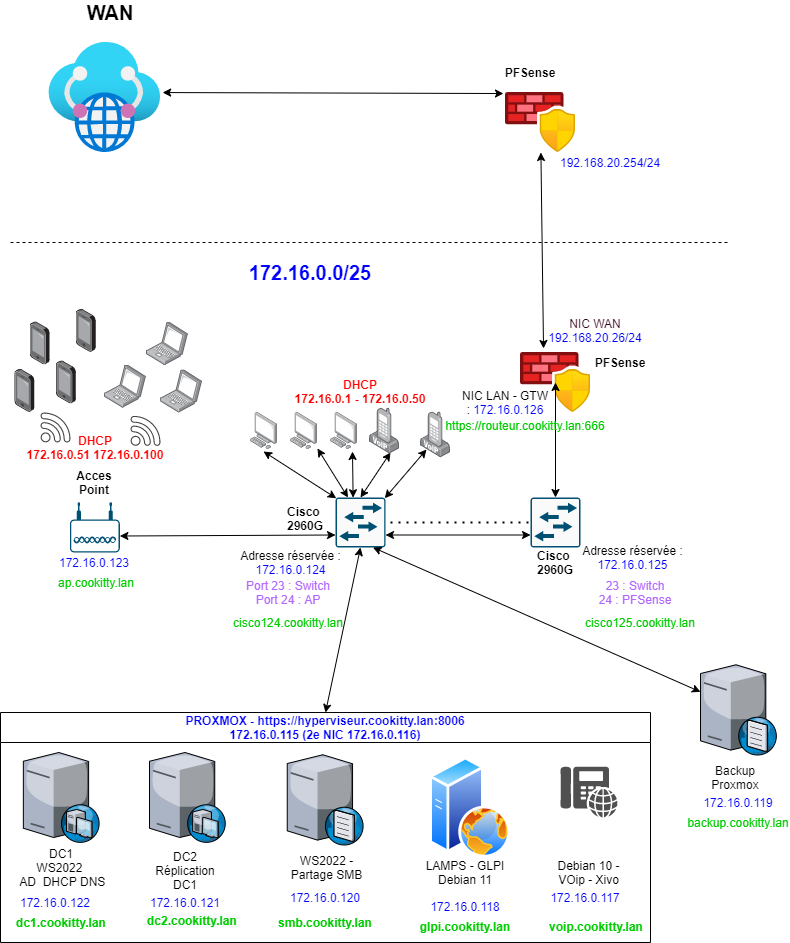 WAN
PFSense
192.168.20.254/24
172.16.0.0/25
NIC WAN
192.168.20.26/24
PFSense
NIC LAN - GTW
: 172.16.0.126
https://routeur.cookitty.lan:666
DHCP
172.16.0.1 - 172.16.0.50
VoIP
VoIP
DHCP
172.16.0.51 172.16.0.100
Acces
Point
172.16.0.123
ap.cookitty.lan
Cisco
2960G
Adresse réservée :
172.16.0.124
Port 23 : Switch
Port 24 : AP
cisco124.cookitty.lan
Cisco
2960G
Adresse réservée :
172.16.0.125
23 : Switch
24 : PFSense
cisco125.cookitty.lan
Backup
Proxmox
172.16.0.119
backup.cookitty.lan
PROXMOX - https://hyperviseur.cookitty.lan:8006
172.16.0.115 (2e NIC 172.16.0.116)
DC1
WS2022
AD DHCP DNS
172.16.0.122
dc1.cookitty.lan
DC2
Réplication
DC1
172.16.0.121
dc2.cookitty.lan
WS2022 -
Partage SMB
172.16.0.120
smb.cookitty.lan
LAMPS - GLPI
Debian 11
172.16.0.118
glpi.cookitty.lan
Debian 10 -
VOip - Xivo
172.16.0.117
voip.cookitty.lan